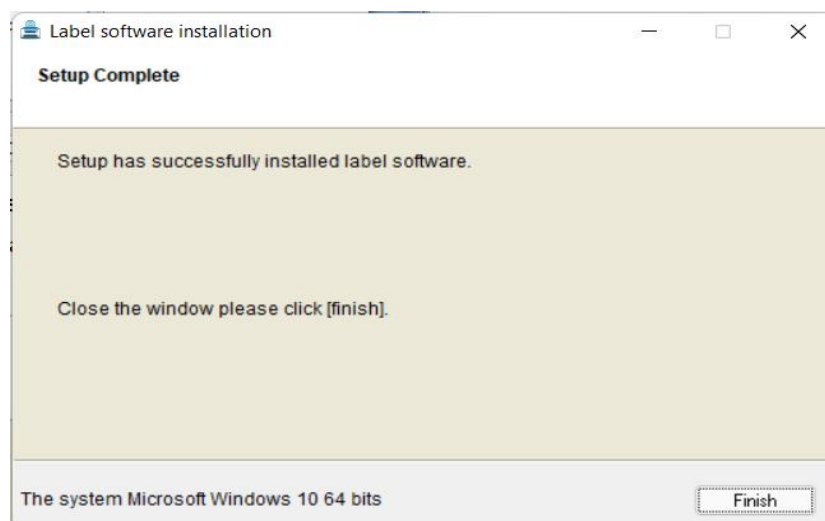 Label software installation
Setup Complete
Setup has successfully installed label software.
Close the window please click [finish].
The system Microsoft Windows 10 64 bits
Finish